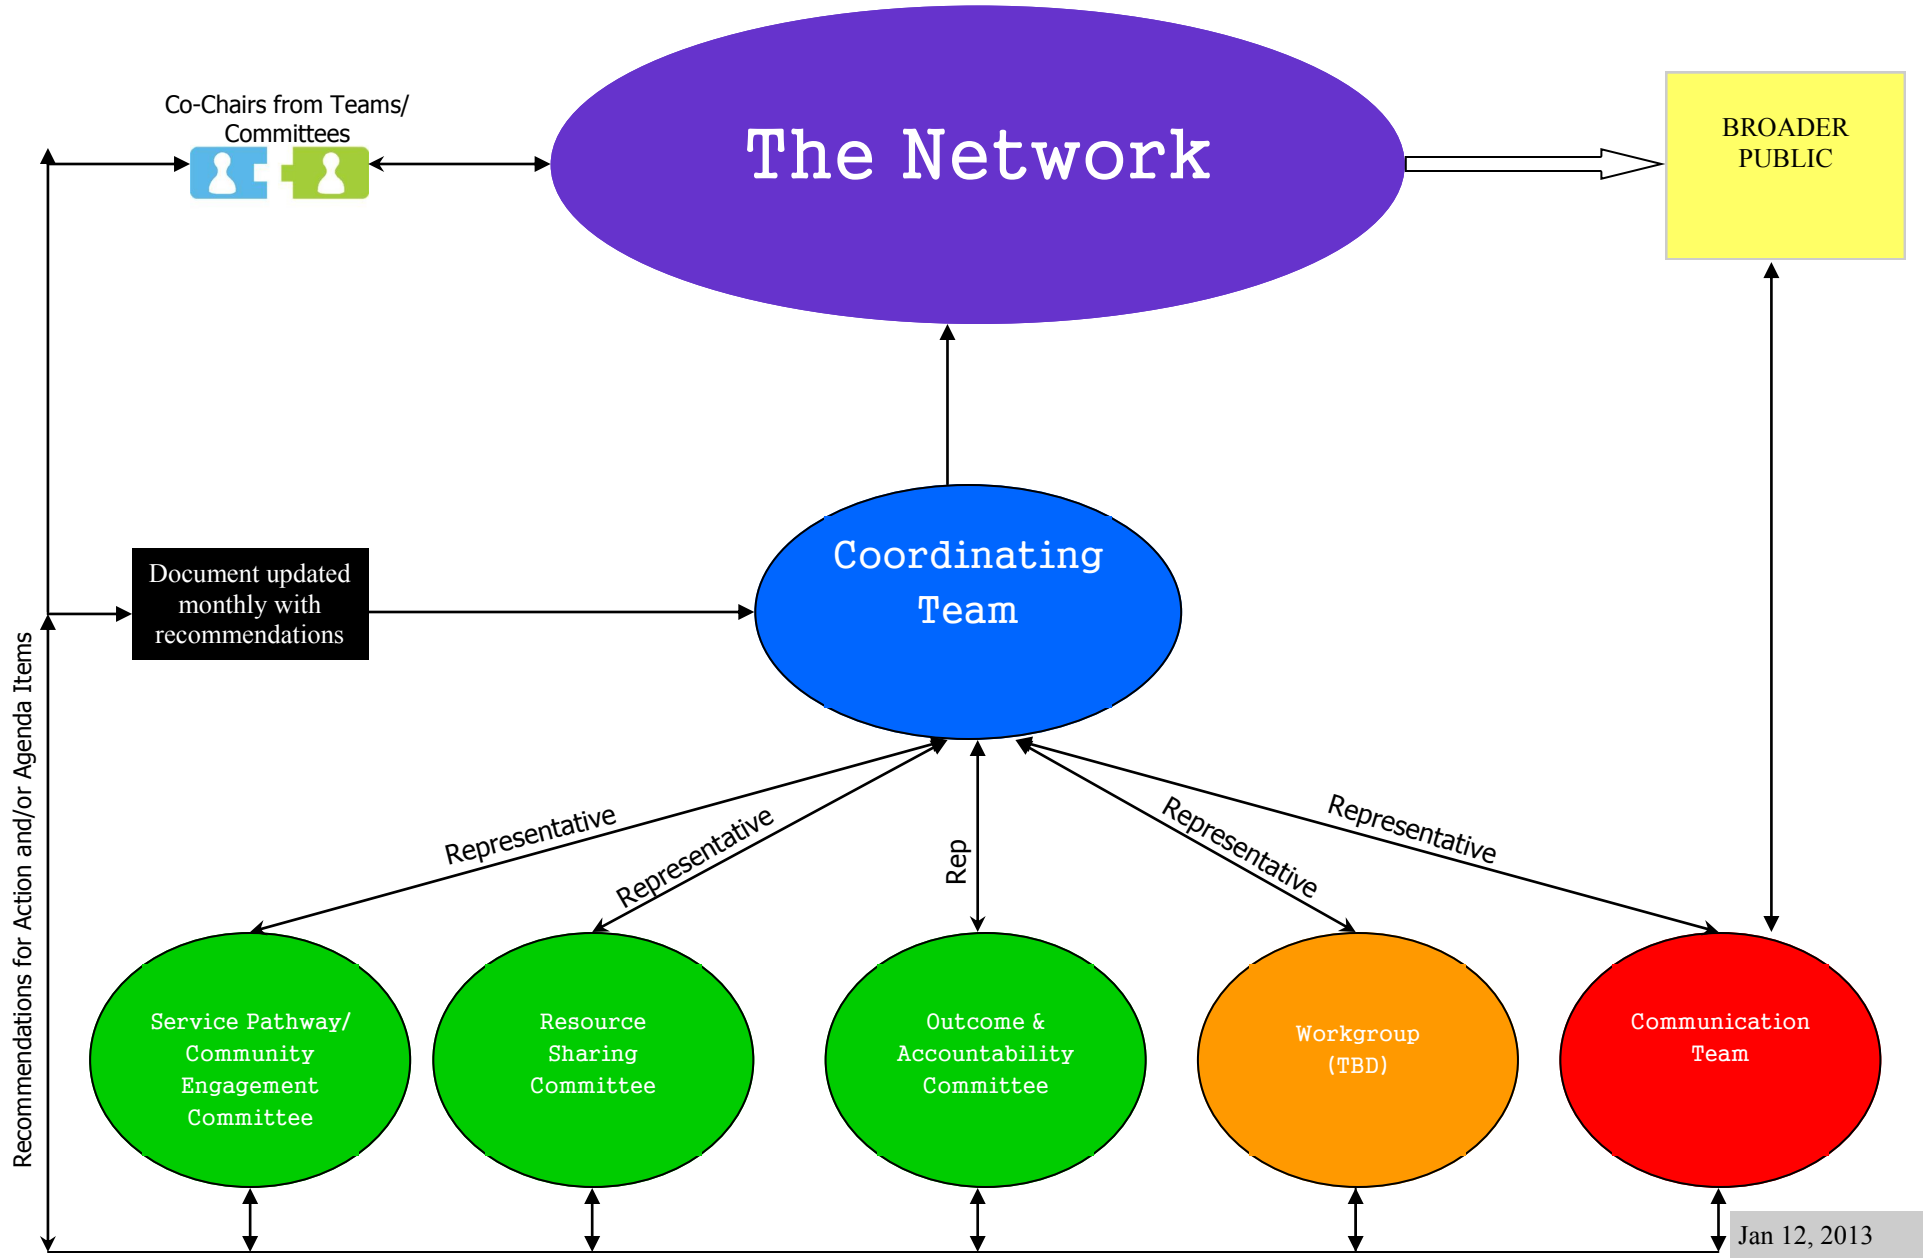 Co-Chairs from Teams/
Committees
The Network
BROADER
PUBLIC
Coordinating
Team
Document updated
monthly with
recommendations
Recommendations for Action and/or Agenda Items
Representative
Representative
Rep
Representative
Representative
Service Pathway/
Community
Engagement
Committee
Resource
Sharing
Committee
Outcome &
Accountability
Committee
Workgroup
(TBD)
Communication
Team
Jan 12, 2013